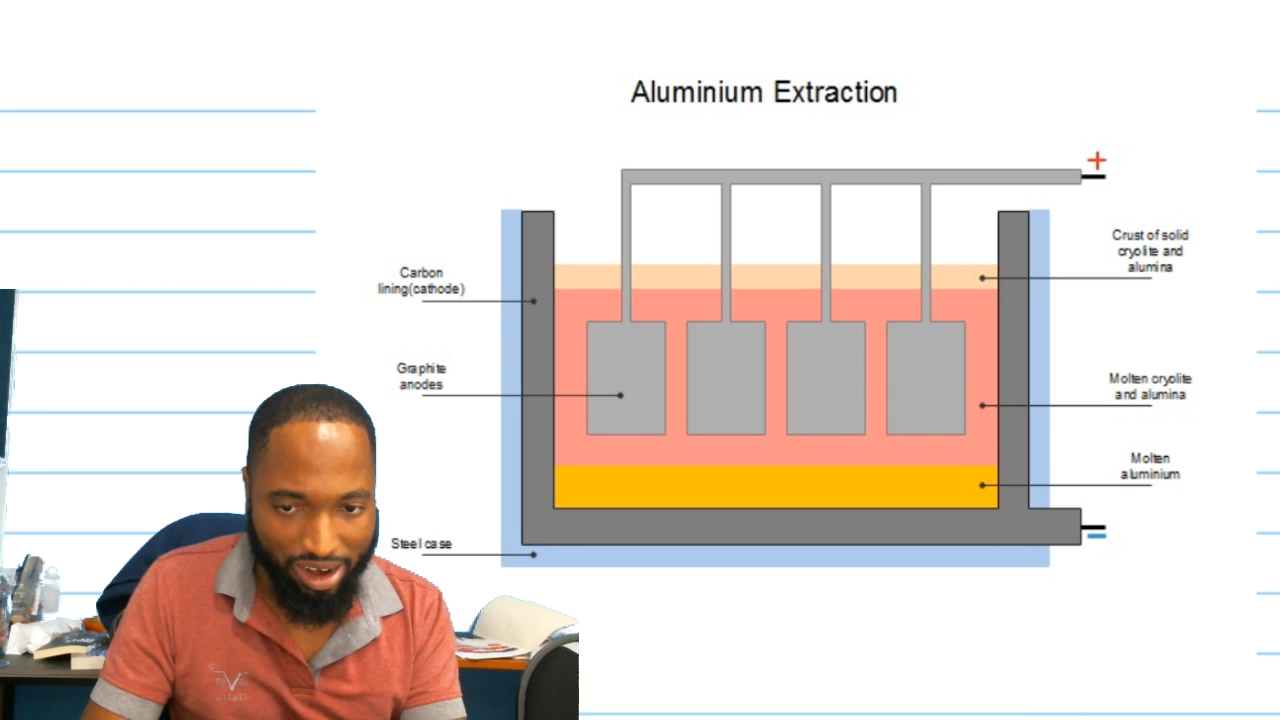 Aluminium Extraction
+
Crust of solid
cryolite and
alumina
Carbon
lining(cathode)
Graphite
anodes
Molten cryolite
and alumina
Molten
aluminium
Steel case